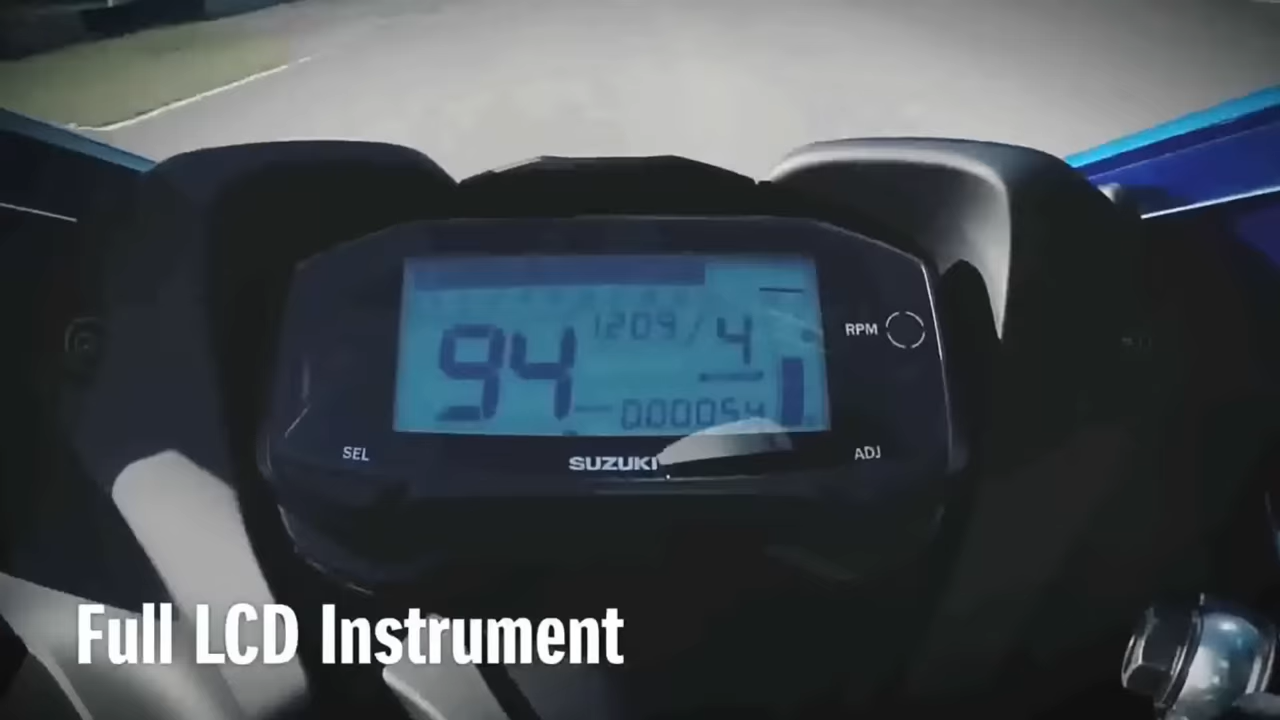 1209 / 4
94
RPM
000054
SEL
SUZUKI
ADJ
Full LCD Instrument